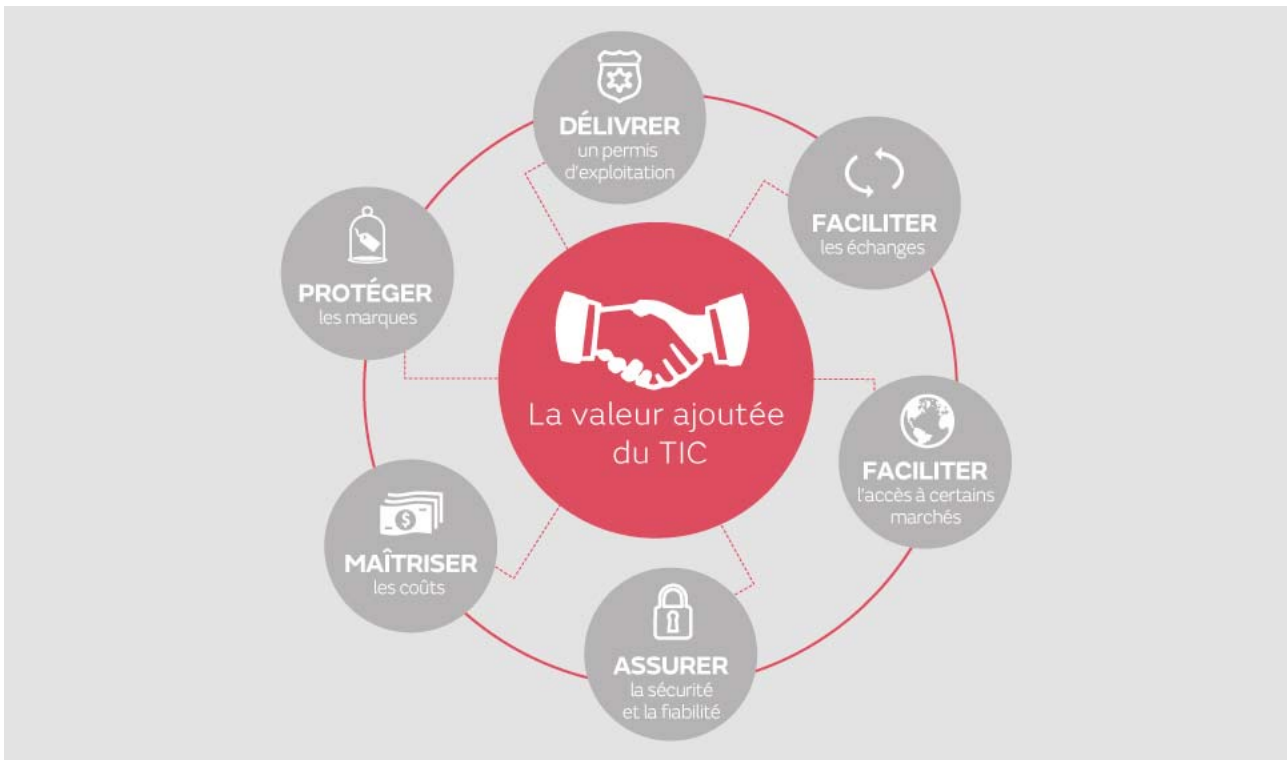 DÉLIVRER
un permis
d'exploitation
FACILITER
les échanges
FACILITER
l'accès à certains
marchés
ASSURER
la sécurité
et la fiabilité
MAÎTRISER
les coûts
PROTÉGER
les marques
La valeur ajoutée
du TIC